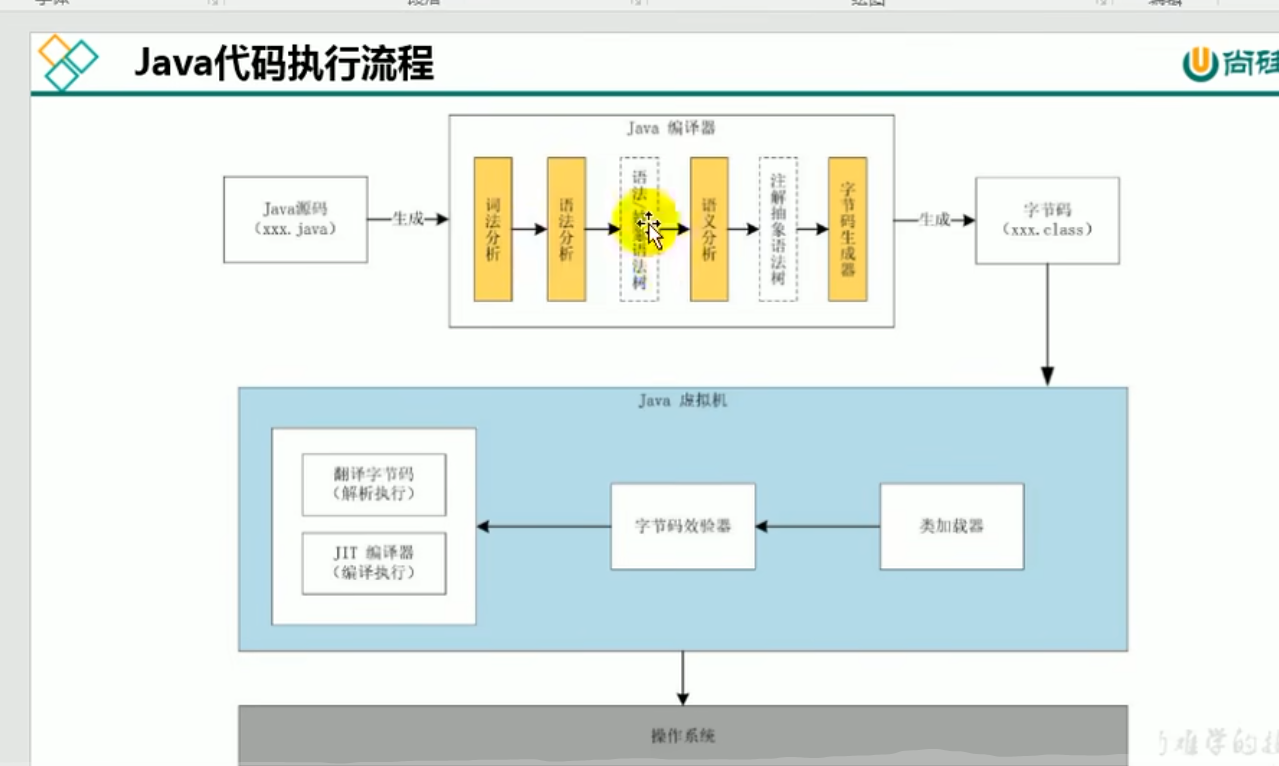 Java代码执行流程
尚硅
Java 编译器
Java源码
（xxx.java）
生成
词法分析
语法分析
语法/抽象语法树
语义分析
注解抽象语法树
字节码生成器
生成
字节码
（xxx.class）
Java 虚拟机
翻译字节码
（解析执行）
JIT 编译器
（编译执行）
字节码效验器
类加载器
操作系统
难学的